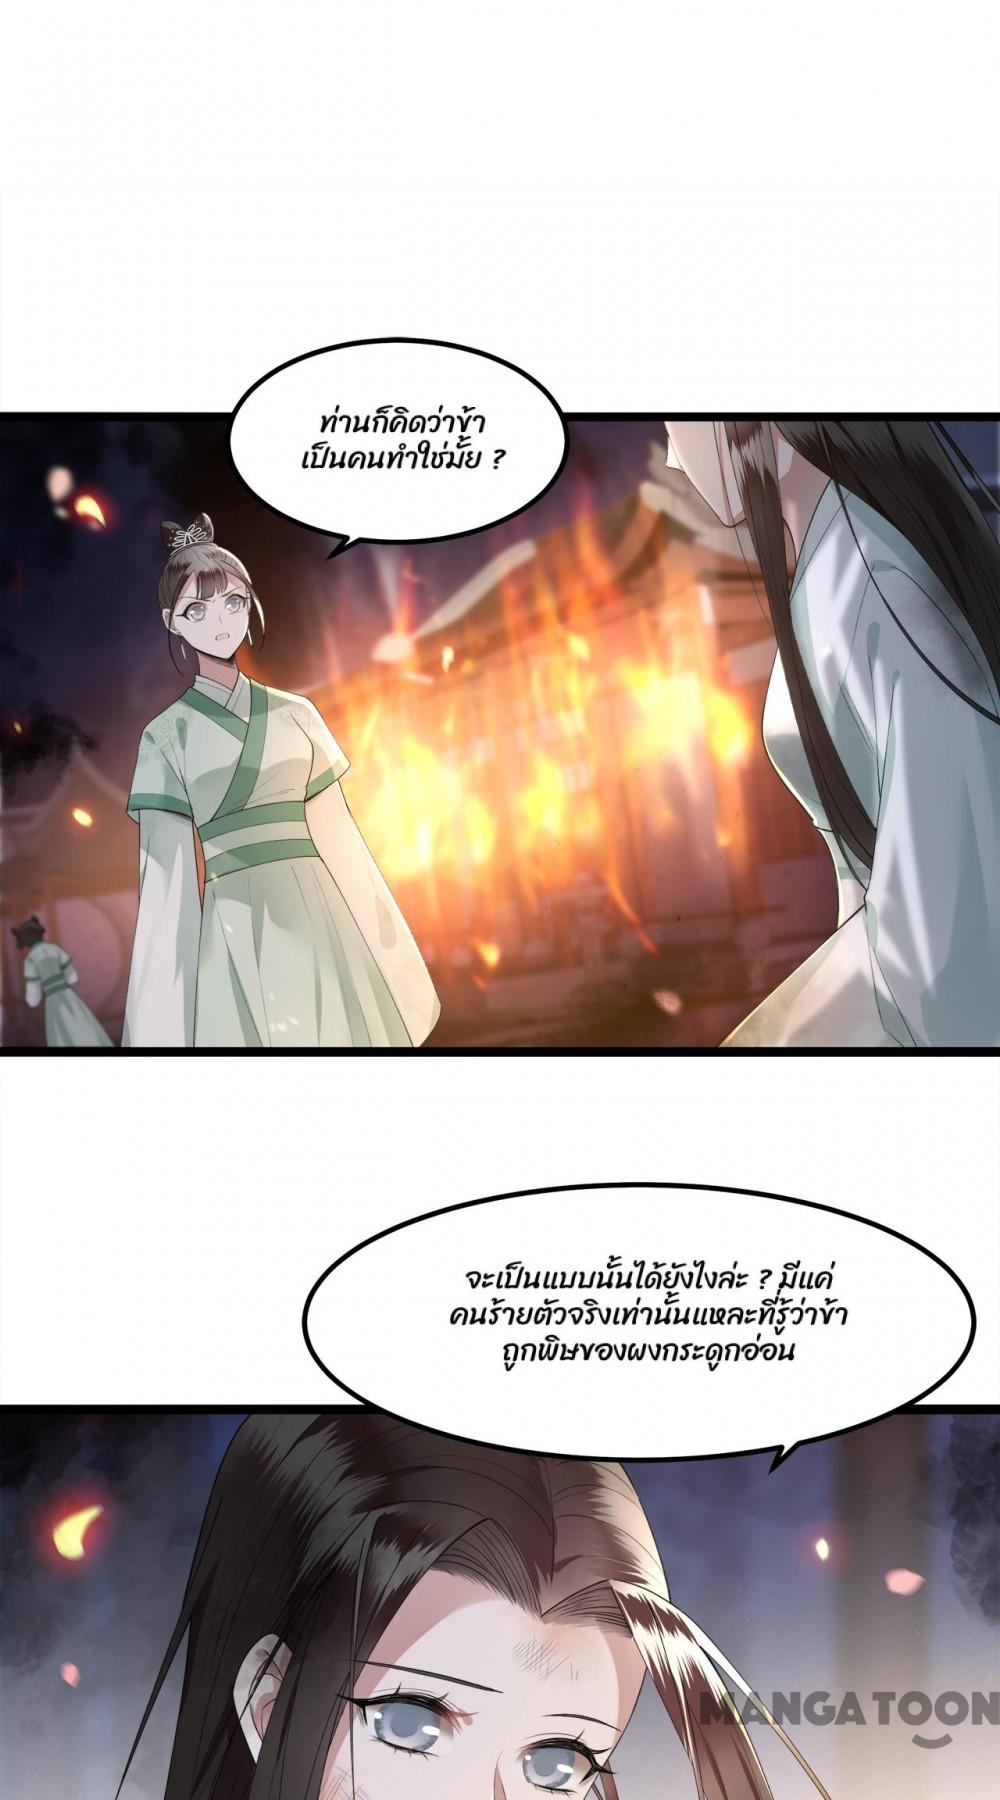 ท่านก็คิดว่าข้า
เป็นคนทำใช่มั้ย ?
จะเป็นแบบนั้นได้ยังไงล่ะ ? มีแค่
คนร้ายตัวจริงเท่านั้นแหละที่รู้ว่าข้า
ถูกพิษของผงกระดูกอ่อน
MANGATOON